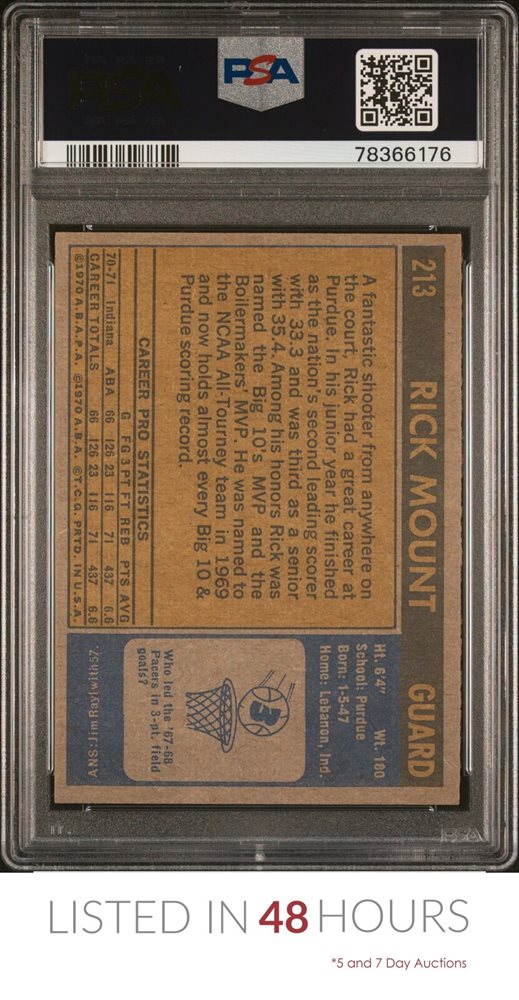 PSA
PSA
78366176
213 RICK MOUNT GUARD
A fantastic shooter from anywhere on
the court, Rick had a great career at
Purdue. In his junior year he finished
as the nation's second leading scorer
with 33.3 and was third as a senior
with 35.4. Among his honors Rick was
named the Big 10's MVP and the
Boilermakers' MVP. He was named to
the NCAA All-Tourney team in 1969
and now holds almost every Big 10 &
Purdue scoring record.
Ht. 6'4" Wt. 180
School: Purdue
Born: 1-5-47
Home: Lebanon, Ind.
5
Who led the '67-68
Pacers in 3-pt. field
goals?
ANS: Jim Rayl with 57.
CAREER PRO STATISTICS
G FG 3 PT FT REB PTS AVG
70-71 Indiana ABA 66 126 23 116 71 437 6.6
CAREER TOTALS 66 126 23 116 71 437 6.6
©1970 A.B.A.P.A. ©1970 A.B.A. ©T.C.G. PRTD. IN U.S.A.
PSA
LISTED IN 48 HOURS
*5 and 7 Day Auctions